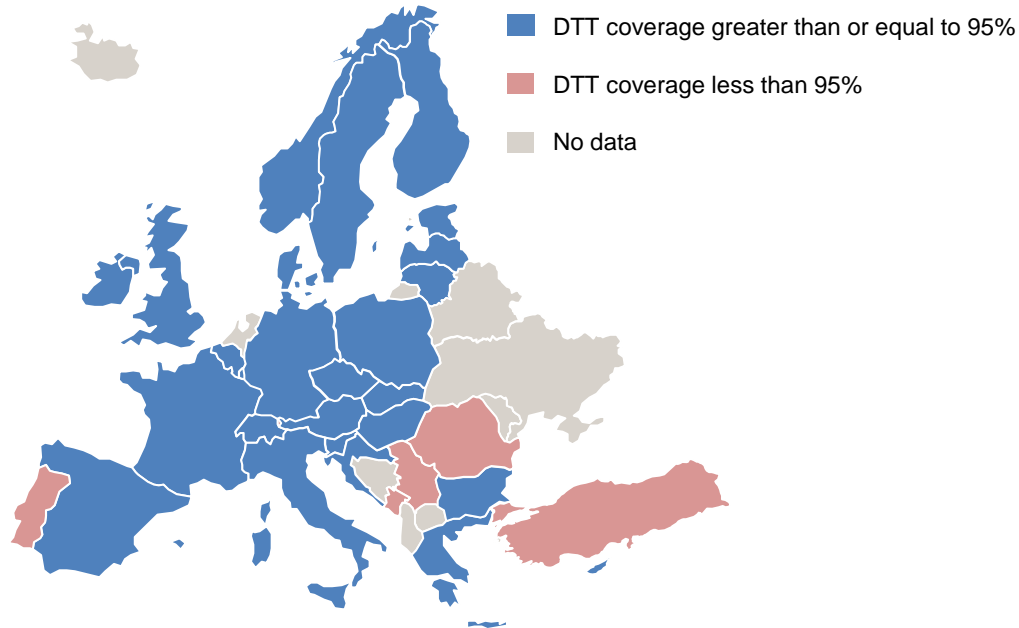 DTT coverage greater than or equal to 95%
DTT coverage less than 95%
No data